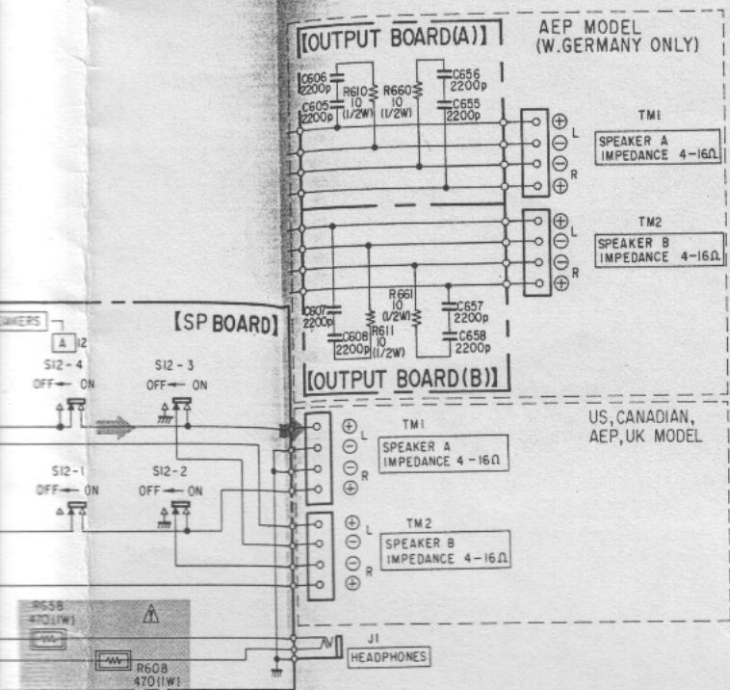 [OUTPUT BOARD(A)]
AEP MODEL
(W.GERMANY ONLY)
C606
2200p
C605
2200p
R610
10
(1/2W)
R660
10
(1/2W)
C656
2200p
C655
2200p
⊕
L
⊖
⊖
R
⊕
TM1
SPEAKER A
IMPEDANCE 4-16Ω
⊕
L
⊖
⊖
R
⊕
TM2
SPEAKER B
IMPEDANCE 4-16Ω
C607
2200p
C608
2200p
R611
10
(1/2W)
R661
10
(1/2W)
C657
2200p
C658
2200p
[OUTPUT BOARD(B)]
[SP BOARD]
A 12
S12-4
OFF ← ON
S12-3
OFF ← ON
S12-1
OFF ← ON
S12-2
OFF ← ON
US, CANADIAN,
AEP, UK MODEL
⊕
L
⊖
⊖
R
⊕
TM1
SPEAKER A
IMPEDANCE 4-16Ω
⊕
L
⊖
⊖
R
⊕
TM2
SPEAKER B
IMPEDANCE 4-16Ω
R658
470(1W)
R608
470(1W)
J1
HEADPHONES